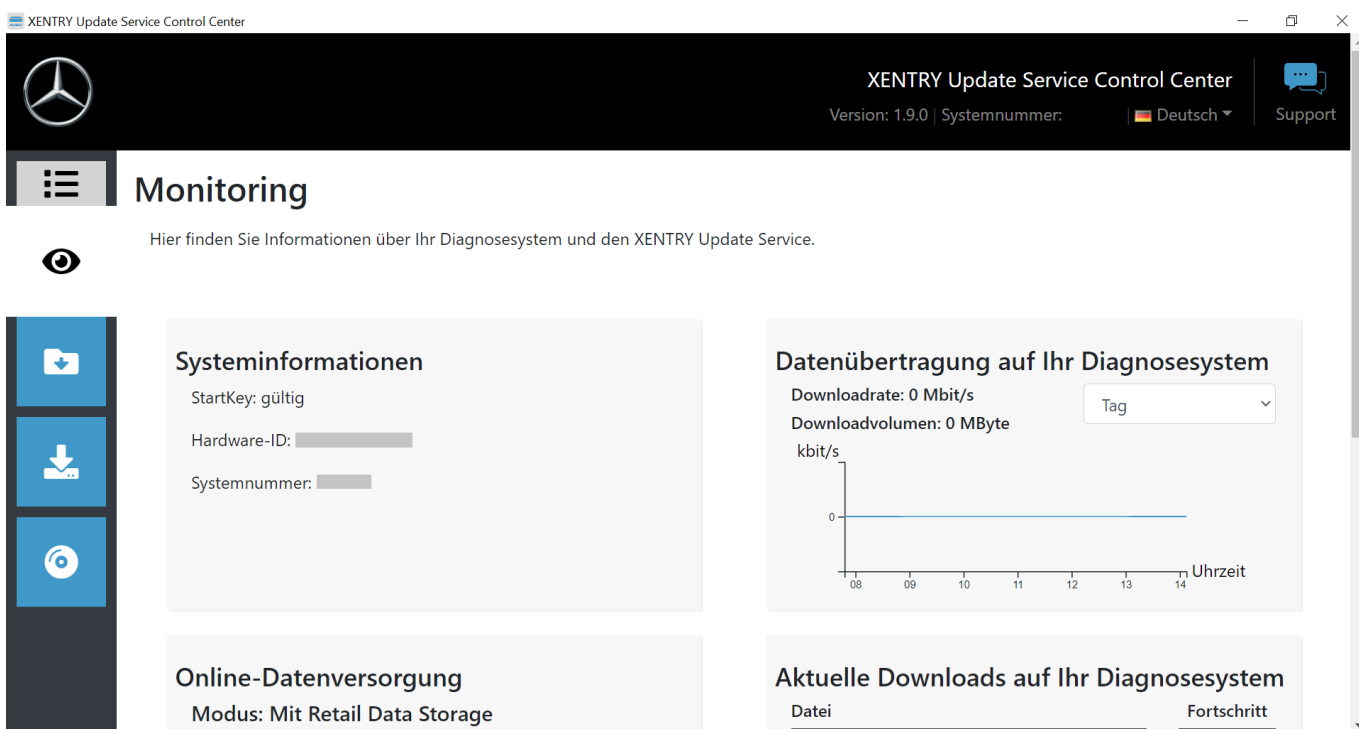 XENTRY Update Service Control Center
XENTRY Update Service Control Center
Version: 1.9.0 | Systemnummer: | Deutsch
Support
Monitoring
Hier finden Sie Informationen über Ihr Diagnosesystem und den XENTRY Update Service.
Systeminformationen
StartKey: gültig
Hardware-ID:
Systemnummer:
Datenübertragung auf Ihr Diagnosesystem
Downloadrate: 0 Mbit/s
Tag
Downloadvolumen: 0 MByte
kbit/s
0
Uhrzeit
08 09 10 11 12 13 14
Online-Datenversorgung
Modus: Mit Retail Data Storage
Aktuelle Downloads auf Ihr Diagnosesystem
Datei Fortschritt